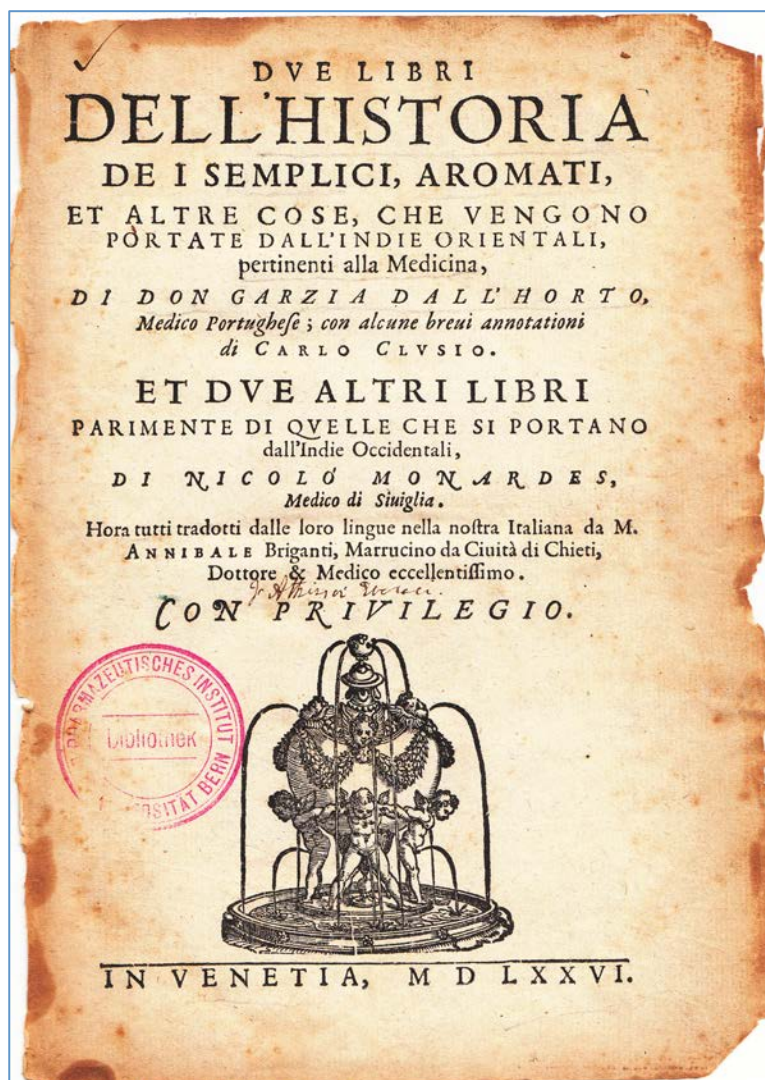 DVE LIBRI
DELL'HISTORIA
DE I SEMPLICI, AROMATI,
ET ALTRE COSE, CHE VENGONO
PORTATE DALL'INDIE ORIENTALI,
pertinenti alla Medicina,
DI DON GARZIA DALL'HORTO,
Medico Portugheſe ; con alcune breui annotationi
di CARLO CLVSIO.
ET DVE ALTRI LIBRI
PARIMENTE DI QVELLE CHE SI PORTANO
dall'Indie Occidentali,
DI NICOLÒ MONARDES,
Medico di Siuiglia.
Hora tutti tradotti dalle loro lingue nella noſtra Italiana da M.
ANNIBALE Briganti, Marrucino da Ciuità di Chieti,
Dottore & Medico eccellentiſſimo.
CON PRIVILEGIO.
PHARMAZEUTISCHES INSTITUT
Bibliothek
BERN
IN VENETIA, M D LXXVI.